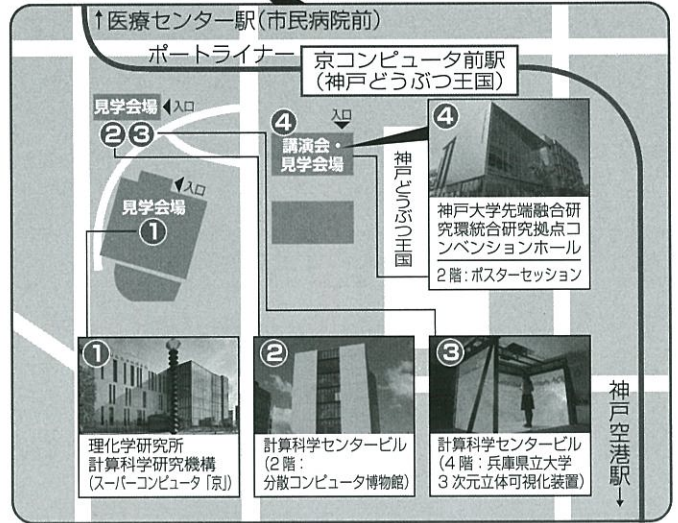 ↑医療センター駅(市民病院前)
ポートライナー
京コンピュータ前駅
(神戸どうぶつ王国)
見学会場
入口
②③
入口
見学会場
①
④
入口
講演会・
見学会場
神戸どうぶつ王国
④
神戸大学先端融合研
究環統合研究拠点コ
ンベンションホール
2階:ポスターセッション
①
理化学研究所
計算科学研究機構
(スーパーコンピュータ「京」)
②
計算科学センタービル
(2階:
分散コンピュータ博物館)
③
計算科学センタービル
(4階:兵庫県立大学
3次元立体可視化装置)
神戸空港駅→